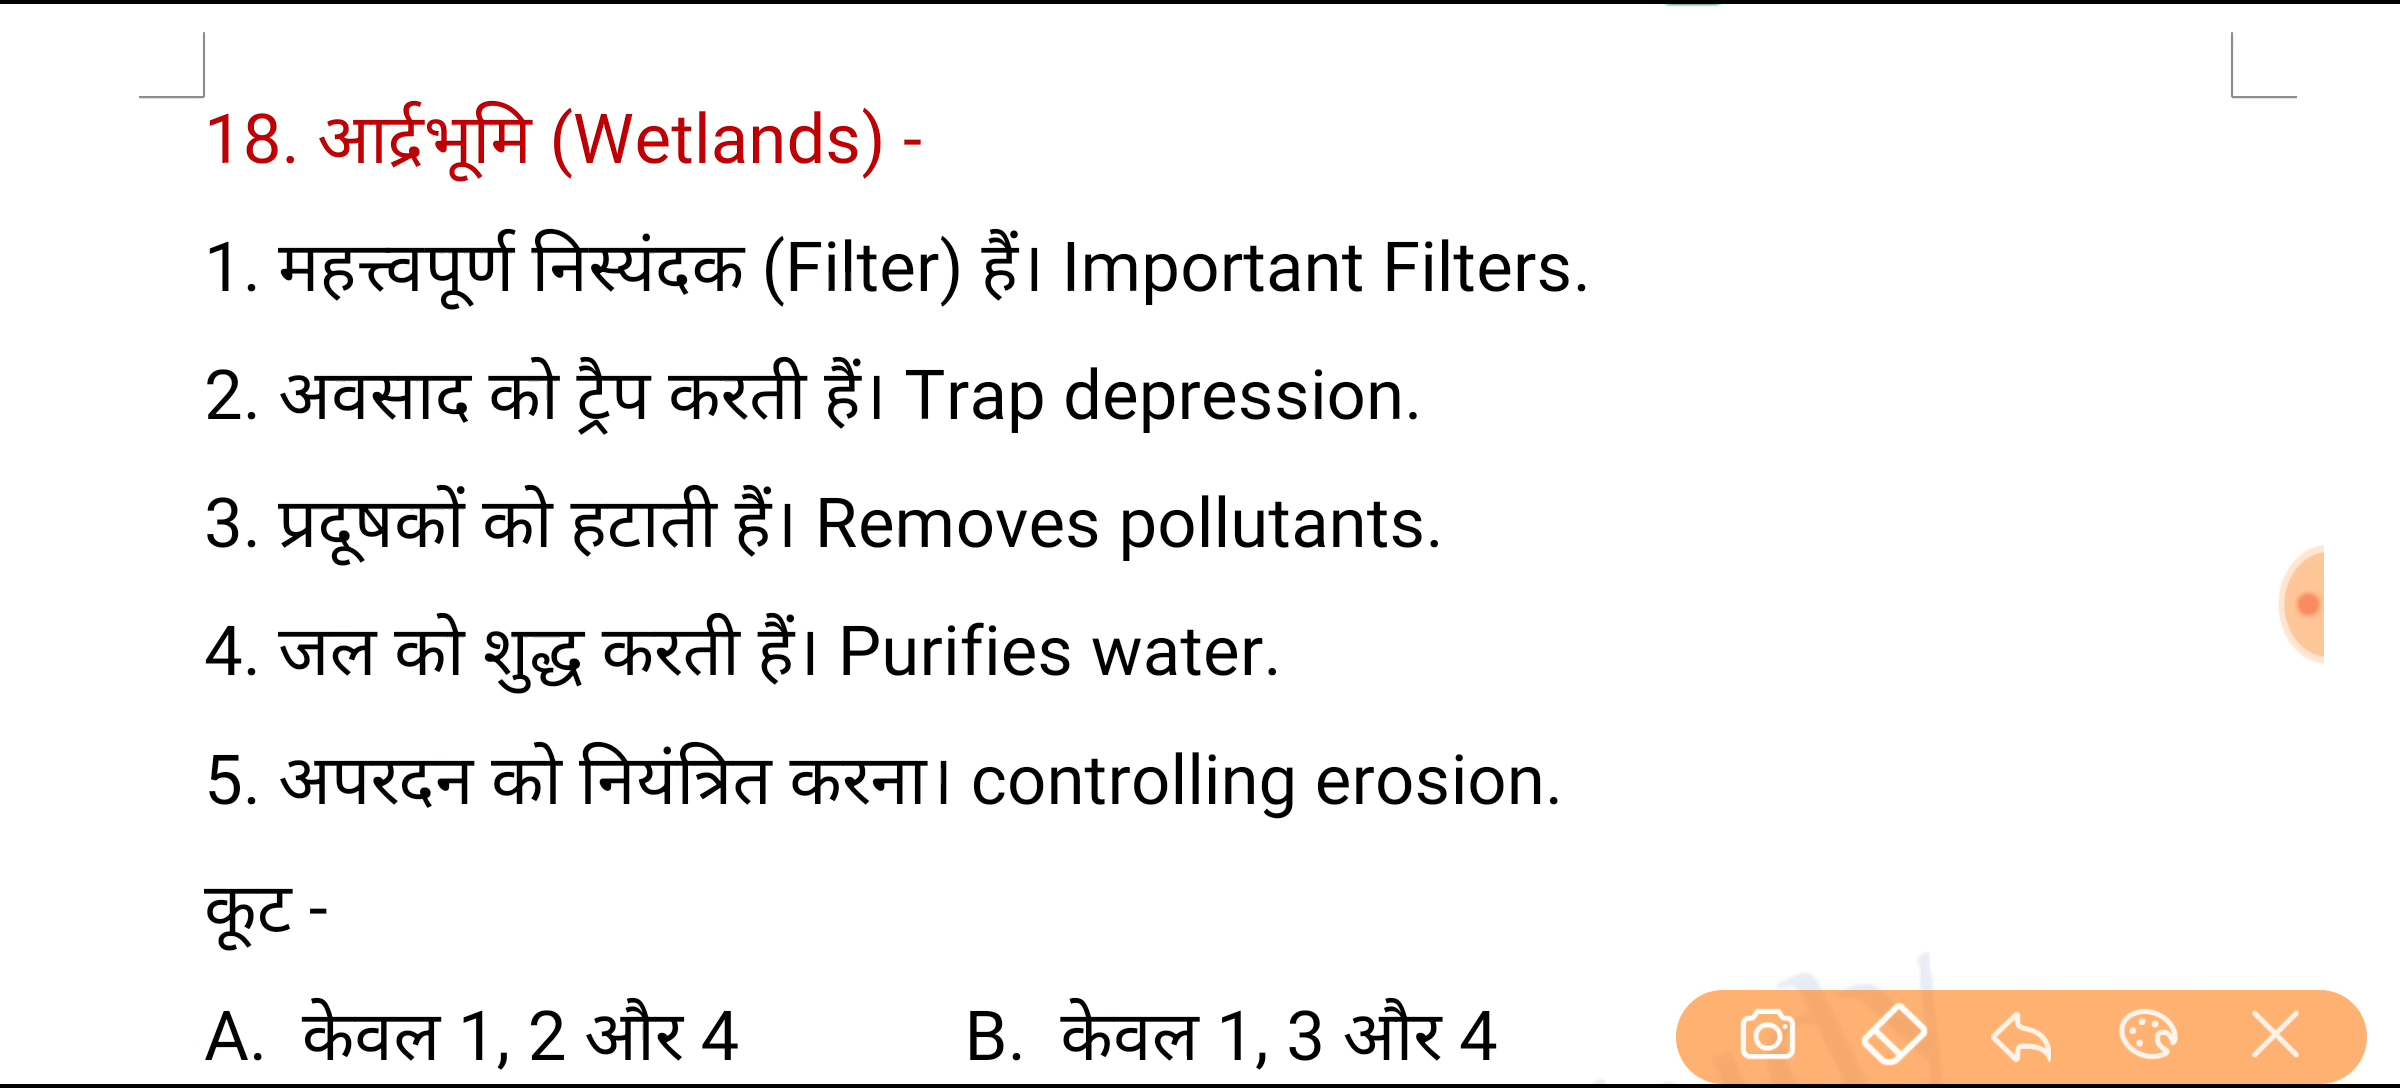 18. आर्द्रभूमि (Wetlands) -
1. महत्त्वपूर्ण निस्यंदक (Filter) हैं। Important Filters.
2. अवसाद को ट्रैप करती हैं। Trap depression.
3. प्रदूषकों को हटाती हैं। Removes pollutants.
4. जल को शुद्ध करती हैं। Purifies water.
5. अपरदन को नियंत्रित करना। controlling erosion.
कूट -
A. केवल 1, 2 और 4 B. केवल 1, 3 और 4